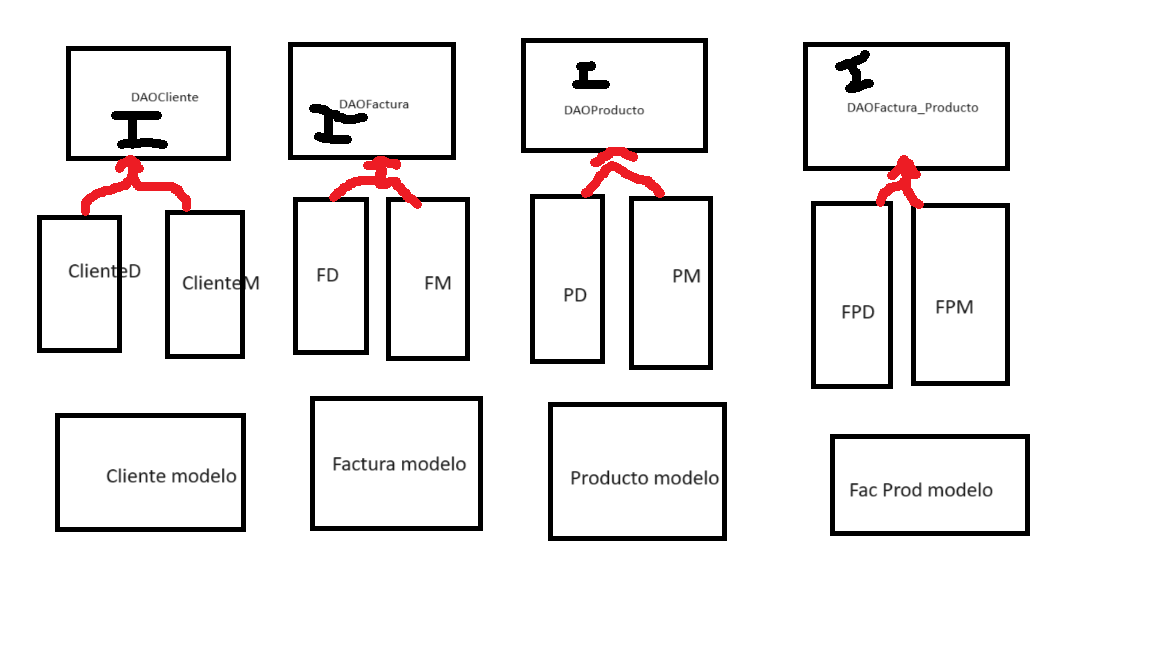 DAOCliente
I
DAOFactura
I
I
DAOProducto
I
DAOFactura_Producto
ClienteD
ClienteM
FD
FM
PD
PM
FPD
FPM
Cliente modelo
Factura modelo
Producto modelo
Fac Prod modelo